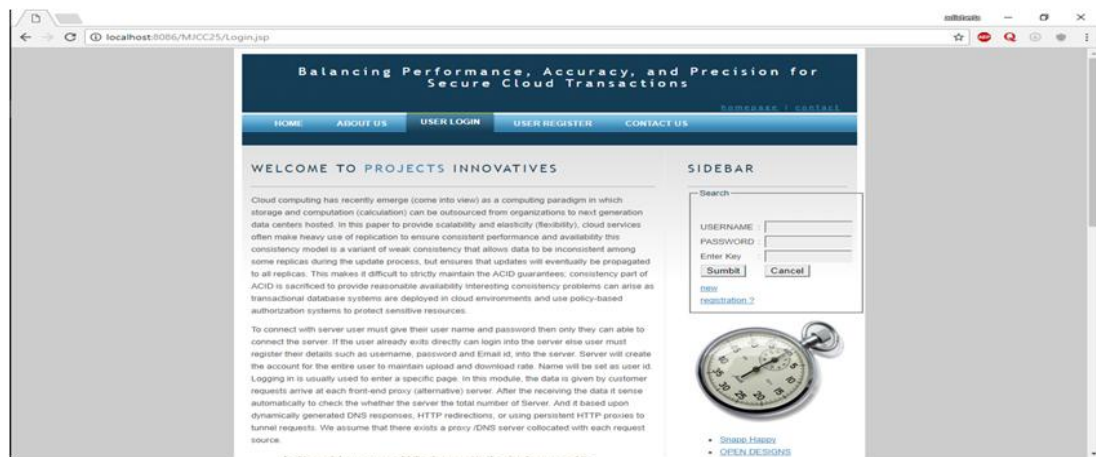 localhost:8086/MJCC25/Login.jsp
Balancing Performance, Accuracy, and Precision for
Secure Cloud Transactions
homepage | contact
HOME ABOUT US USER LOGIN USER REGISTER CONTACT US
WELCOME TO PROJECTS INNOVATIVES
Cloud computing has recently emerge (come into view) as a computing paradigm in which
storage and computation (calculation) can be outsourced from organizations to next generation
data centers hosted. In this paper to provide scalability and elasticity (flexibility), cloud services
often make heavy use of replication to ensure consistent performance and availability this
consistency model is a variant of weak consistency that allows data to be inconsistent among
some replicas during the update process, but ensures that updates will eventually be propagated
to all replicas. This makes it difficult to strictly maintain the ACID guarantees; consistency part of
ACID is sacrificed to provide reasonable availability Interesting consistency problems can arise as
transactional database systems are deployed in cloud environments and use policy-based
authorization systems to protect sensitive resources.
To connect with server user must give their user name and password then only they can able to
connect the server. If the user already exits directly can login into the server else user must
register their details such as username, password and Email id, into the server. Server will create
the account for the entire user to maintain upload and download rate. Name will be set as user id.
Logging in is usually used to enter a specific page. In this module, the data is given by customer
requests arrive at each front-end proxy (alternative) server. After the receiving the data it sense
automatically to check the whether the server the total number of Server. And it based upon
dynamically generated DNS responses, HTTP redirections, or using persistent HTTP proxies to
tunnel requests. We assume that there exists a proxy /DNS server collocated with each request
source.
SIDEBAR
Search
USERNAME :
PASSWORD :
Enter Key :
Sumbit Cancel
new
registration ?
Snapp Happy
OPEN DESIGNS